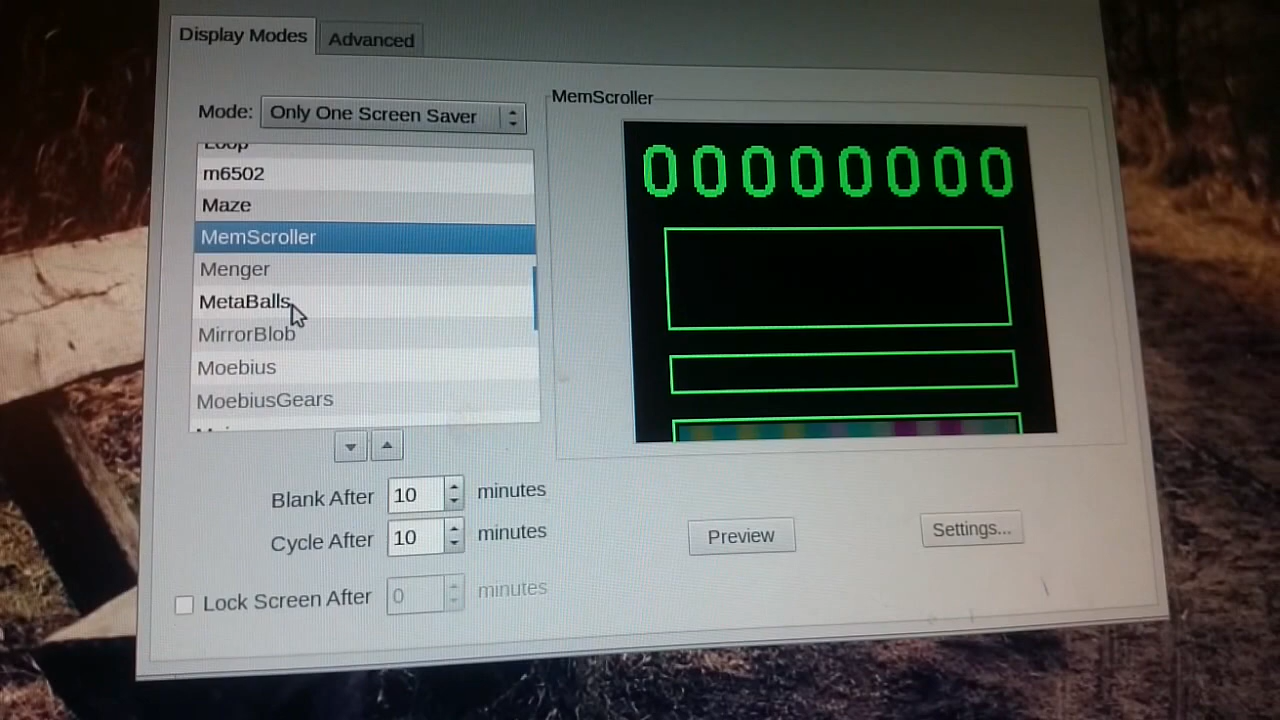 Display Modes
Advanced
Mode: Only One Screen Saver
Loop
m6502
Maze
MemScroller
Menger
MetaBalls
MirrorBlob
Moebius
MoebiusGears
Blank After 10 minutes
Cycle After 10 minutes
Lock Screen After 0 minutes
MemScroller
00000000
Preview
Settings...